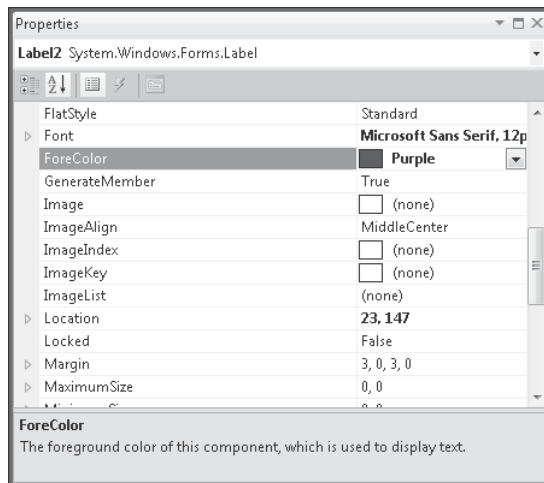 Properties
Label2 System.Windows.Forms.Label
FlatStyle Standard
Font Microsoft Sans Serif, 12p
ForeColor Purple
GenerateMember True
Image (none)
ImageAlign MiddleCenter
ImageIndex (none)
ImageKey (none)
ImageList (none)
Location 23, 147
Locked False
Margin 3, 0, 3, 0
MaximumSize 0, 0
ForeColor
The foreground color of this component, which is used to display text.